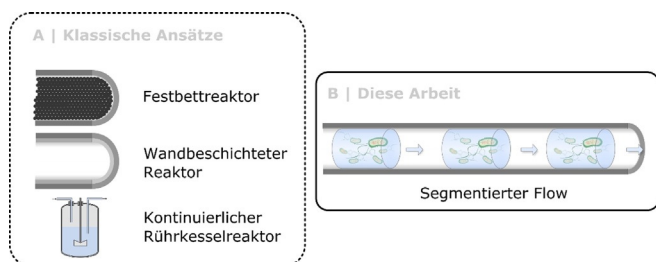 A | Klassische Ansätze
Festbettreaktor
Wandbeschichteter
Reaktor
Kontinuierlicher
Rührkesselreaktor
B | Diese Arbeit
Segmentierter Flow